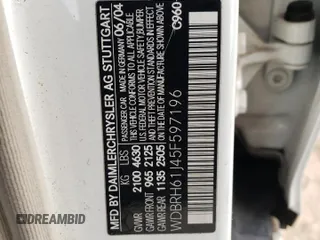 MFD BY DAIMLERCHRYSLER AG STUTTGART
PASSENGER CAR MADE IN GERMANY 06/04
THIS VEHICLE CONFORMS TO ALL APPLICABLE U.S. FEDERAL
MOTOR VEHICLE SAFETY BUMPER
AND THEFT PREVENTION STANDARDS IN EFFECT
ON THE DATE OF MANUFACTURE SHOWN ABOVE
KG LBS
GVWR 2100 4630
GAWR FRONT 965 2125
GAWR REAR 1135 2505
C960
WDBRH61J45F597196
DREAMBID